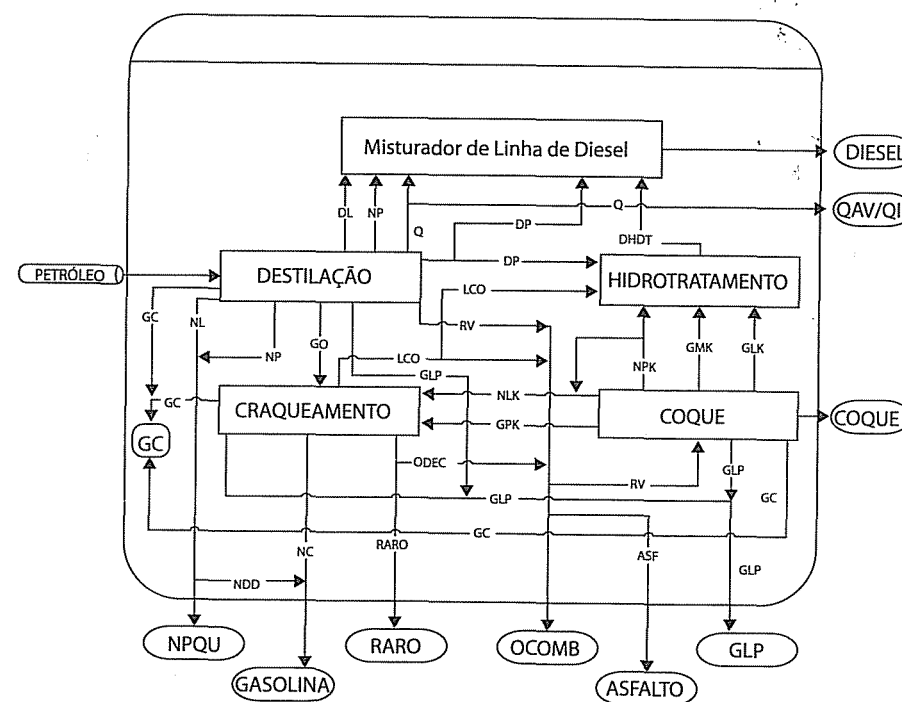 Misturador de Linha de Diesel
DIESEL
DL
NP
Q
DP
Q
QAV/QI
DHDT
PETRÓLEO
DESTILAÇÃO
DP
HIDROTRATAMENTO
LCO
GC
NL
NP
GO
RV
LCO
GLP
NPK
GMK
GLK
GC
CRAQUEAMENTO
NLK
GPK
COQUE
COQUE
GC
ODEC
GLP
RV
GLP
GC
GC
NC
RARO
ASF
NDD
GLP
NPQU
RARO
OCOMB
GLP
GASOLINA
ASFALTO